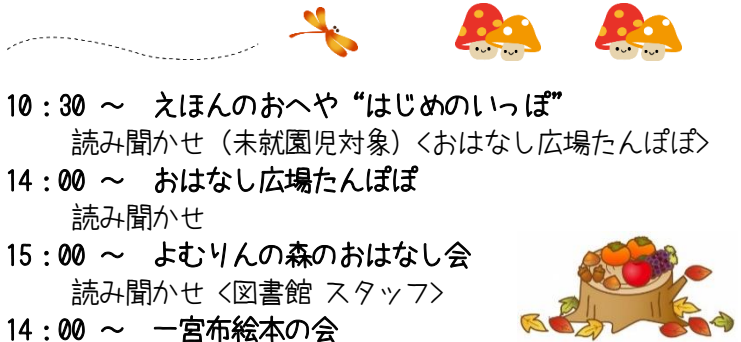 10：30 ～　えほんのおへや “はじめのいっぽ”
読み聞かせ（未就園児対象）<おはなし広場たんぽぽ>
14：00 ～　おはなし広場たんぽぽ
読み聞かせ
15：00 ～　よむりんの森のおはなし会
読み聞かせ <図書館 スタッフ>
14：00 ～　一宮布絵本の会